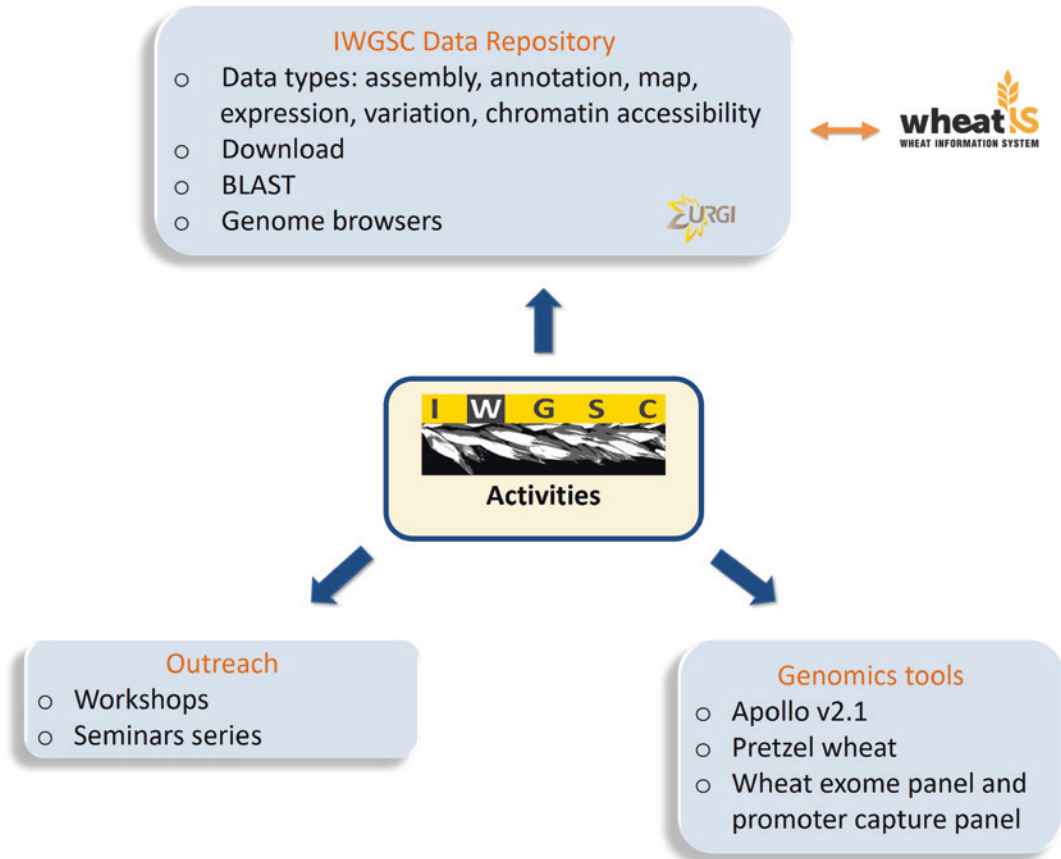 IWGSC Data Repository
o Data types: assembly, annotation, map,
expression, variation, chromatin accessibility
o Download
o BLAST
o Genome browsers
URGI
wheatis
WHEAT INFORMATION SYSTEM
I W G S C
Activities
Outreach
o Workshops
o Seminars series
Genomics tools
o Apollo v2.1
o Pretzel wheat
o Wheat exome panel and
promoter capture panel